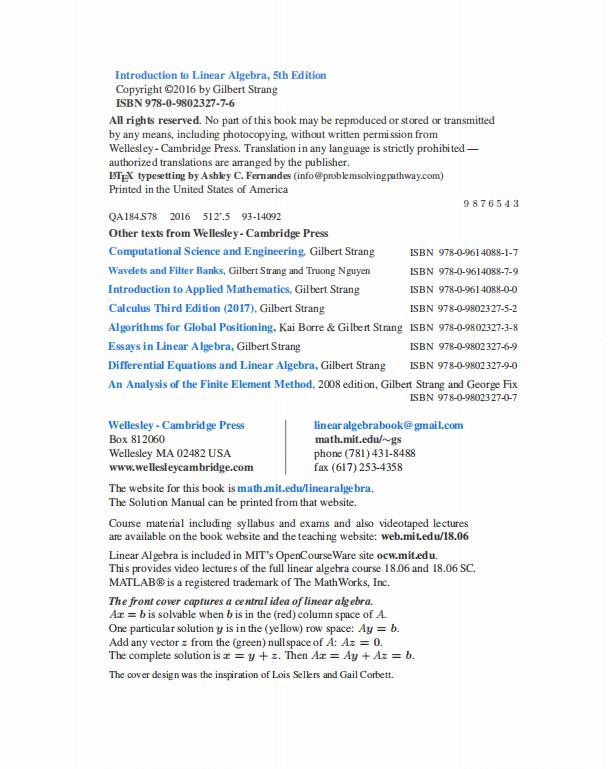 Introduction to Linear Algebra, 5th Edition
Copyright ©2016 by Gilbert Strang
ISBN 978-0-9802327-7-6
All rights reserved. No part of this book may be reproduced or stored or transmitted
by any means, including photocopying, without written permission from
Wellesley - Cambridge Press. Translation in any language is strictly prohibited —
authorized translations are arranged by the publisher.
LATEX typesetting by Ashley C. Fernandes (info@problemsolvingpathway.com)
Printed in the United States of America
9 8 7 6 5 4 3
QA184.S78 2016 512'.5 93-14092
Other texts from Wellesley - Cambridge Press
Computational Science and Engineering, Gilbert Strang ISBN 978-0-9614088-1-7
Wavelets and Filter Banks, Gilbert Strang and Truong Nguyen ISBN 978-0-9614088-7-9
Introduction to Applied Mathematics, Gilbert Strang ISBN 978-0-9614088-0-0
Calculus Third Edition (2017), Gilbert Strang ISBN 978-0-9802327-5-2
Algorithms for Global Positioning, Kai Borre & Gilbert Strang ISBN 978-0-9802327-3-8
Essays in Linear Algebra, Gilbert Strang ISBN 978-0-9802327-6-9
Differential Equations and Linear Algebra, Gilbert Strang ISBN 978-0-9802327-9-0
An Analysis of the Finite Element Method, 2008 edition, Gilbert Strang and George Fix
ISBN 978-0-9802327-0-7
Wellesley - Cambridge Press
Box 812060
Wellesley MA 02482 USA
www.wellesleycambridge.com
linearalgebrabook@gmail.com
math.mit.edu/~gs
phone (781) 431-8488
fax (617) 253-4358
The website for this book is math.mit.edu/linearalgebra.
The Solution Manual can be printed from that website.
Course material including syllabus and exams and also videotaped lectures
are available on the book website and the teaching website: web.mit.edu/18.06
Linear Algebra is included in MIT's OpenCourseWare site ocw.mit.edu.
This provides video lectures of the full linear algebra course 18.06 and 18.06 SC.
MATLAB® is a registered trademark of The MathWorks, Inc.
The front cover captures a central idea of linear algebra.
Ax = b is solvable when b is in the (red) column space of A.
One particular solution y is in the (yellow) row space: Ay = b.
Add any vector z from the (green) nullspace of A: Az = 0.
The complete solution is x = y + z. Then Ax = Ay + Az = b.
The cover design was the inspiration of Lois Sellers and Gail Corbett.